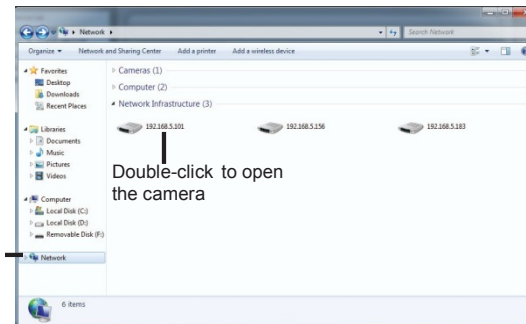 Network
Search Network
Organize
Network and Sharing Center
Add a printer
Add a wireless device
Favorites
Desktop
Downloads
Recent Places
Libraries
Documents
Music
Pictures
Videos
Computer
Local Disk (C:)
Local Disk (D:)
Removable Disk (F:)
Network
Cameras (1)
Computer (2)
Network Infrastructure (3)
192.168.5.101
192.168.5.156
192.168.5.183
Double-click to open
the camera
6 items